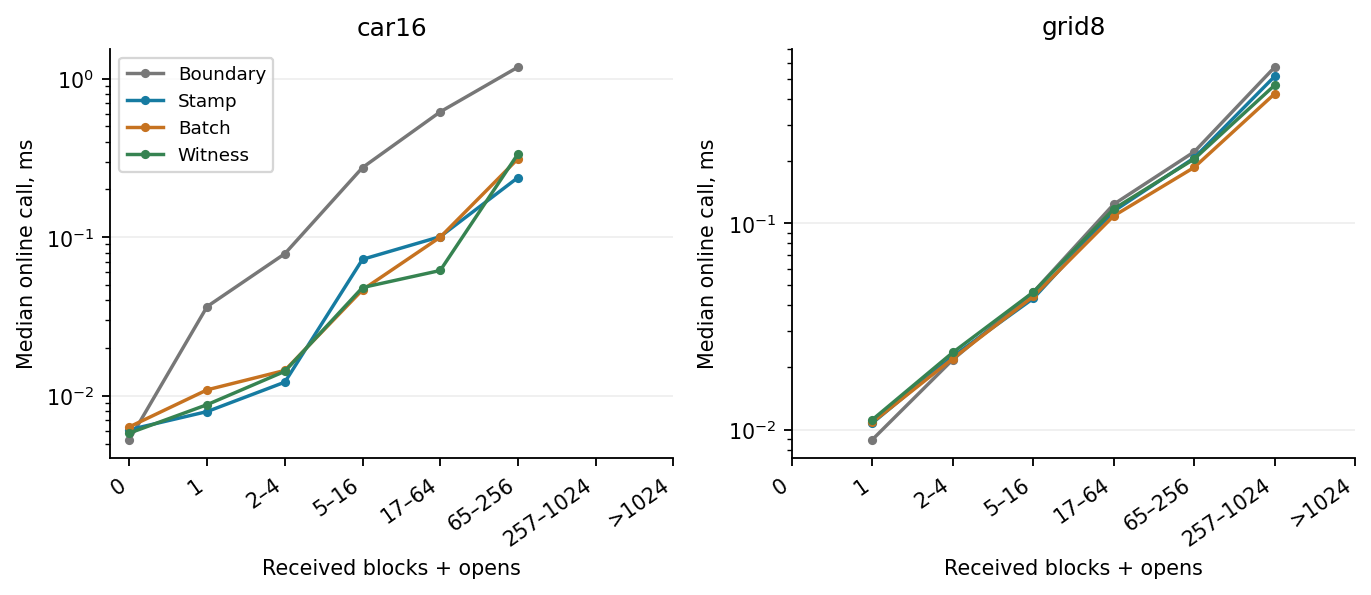 car16
Median online call, ms
10⁰
10⁻¹
10⁻²
Boundary
Stamp
Batch
Witness
0
1
2–4
5–16
17–64
65–256
257–1024
>1024
Received blocks + opens
grid8
Median online call, ms
10⁻¹
10⁻²
0
1
2–4
5–16
17–64
65–256
257–1024
>1024
Received blocks + opens